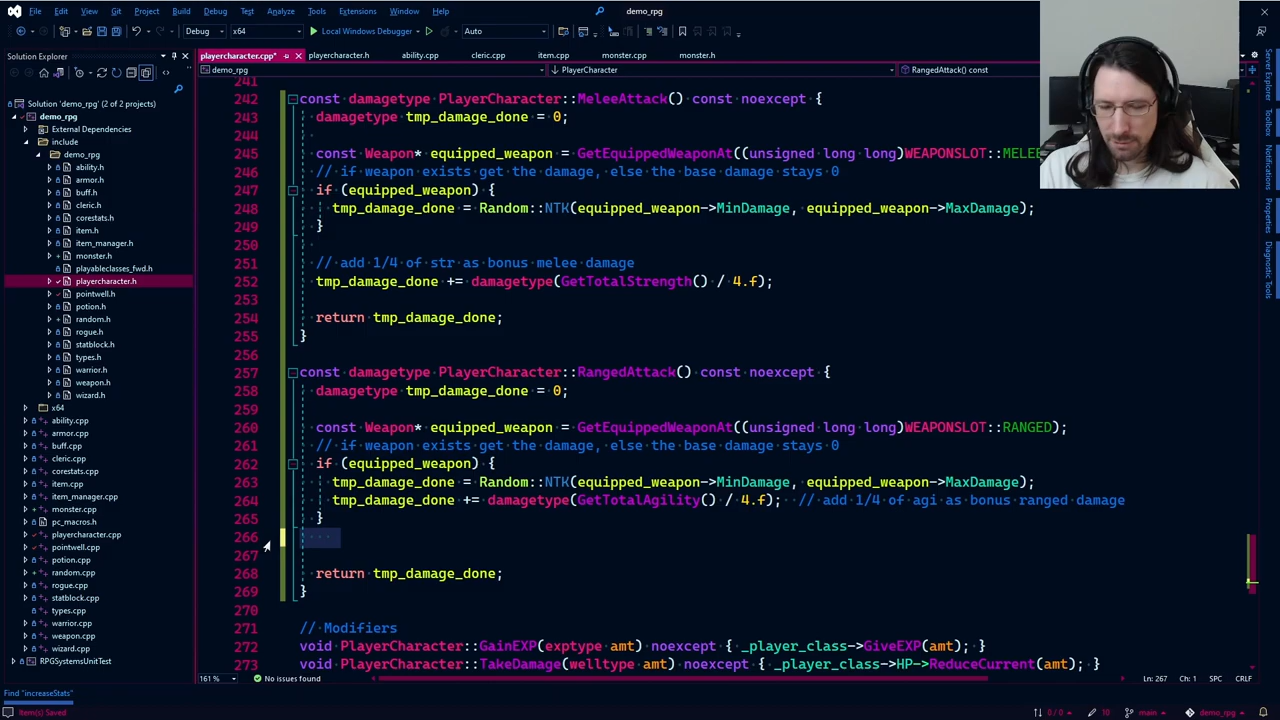 File Edit View Git Project Build Debug Test Analyze Tools Extensions Window Help demo_rpg
Debug x64 Local Windows Debugger Auto
Solution Explorer
playercharacter.cpp* playercharacter.h ability.cpp cleric.cpp item.cpp monster.cpp monster.h
demo_rpg PlayerCharacter RangedAttack() const
Solution 'demo_rpg' (2 of 2 projects)
demo_rpg
External Dependencies
include
demo_rpg
ability.h
armor.h
buff.h
cleric.h
corestats.h
item.h
item_manager.h
monster.h
playableclasses_fwd.h
playercharacter.h
pointwell.h
potion.h
random.h
rogue.h
statblock.h
types.h
warrior.h
weapon.h
wizard.h
x64
ability.cpp
armor.cpp
buff.cpp
cleric.cpp
corestats.cpp
item.cpp
item_manager.cpp
monster.cpp
pc_macros.h
playercharacter.cpp
pointwell.cpp
potion.cpp
random.cpp
rogue.cpp
statblock.cpp
types.cpp
warrior.cpp
weapon.cpp
wizard.cpp
RPGSystemsUnitTest
241
242 const damagetype PlayerCharacter::MeleeAttack() const noexcept {
243 damagetype tmp_damage_done = 0;
244
245 const Weapon* equipped_weapon = GetEquippedWeaponAt((unsigned long long)WEAPONSLOT::MELE
246 // if weapon exists get the damage, else the base damage stays 0
247 if (equipped_weapon) {
248 tmp_damage_done = Random::NTK(equipped_weapon->MinDamage, equipped_weapon->MaxDamage);
249 }
250
251 // add 1/4 of str as bonus melee damage
252 tmp_damage_done += damagetype(GetTotalStrength() / 4.f);
253
254 return tmp_damage_done;
255 }
256
257 const damagetype PlayerCharacter::RangedAttack() const noexcept {
258 damagetype tmp_damage_done = 0;
259
260 const Weapon* equipped_weapon = GetEquippedWeaponAt((unsigned long long)WEAPONSLOT::RANGED);
261 // if weapon exists get the damage, else the base damage stays 0
262 if (equipped_weapon) {
263 tmp_damage_done = Random::NTK(equipped_weapon->MinDamage, equipped_weapon->MaxDamage);
264 tmp_damage_done += damagetype(GetTotalAgility() / 4.f); // add 1/4 of agi as bonus ranged damage
265 }
266
267
268 return tmp_damage_done;
269 }
270
271 // Modifiers
272 void PlayerCharacter::GainEXP(exptype amt) noexcept { _player_class->GiveEXP(amt); }
273 void PlayerCharacter::TakeDamage(welltype amt) noexcept { _player_class->HP->ReduceCurrent(amt); }
Server Explorer
Toolbox
Notifications
Properties
Diagnostic Tools
161 % No issues found Ln: 267 Ch: 1 SPC CRLF
Find "increaseStats"
Item(s) Saved 0 / 0 10 main demo_rpg